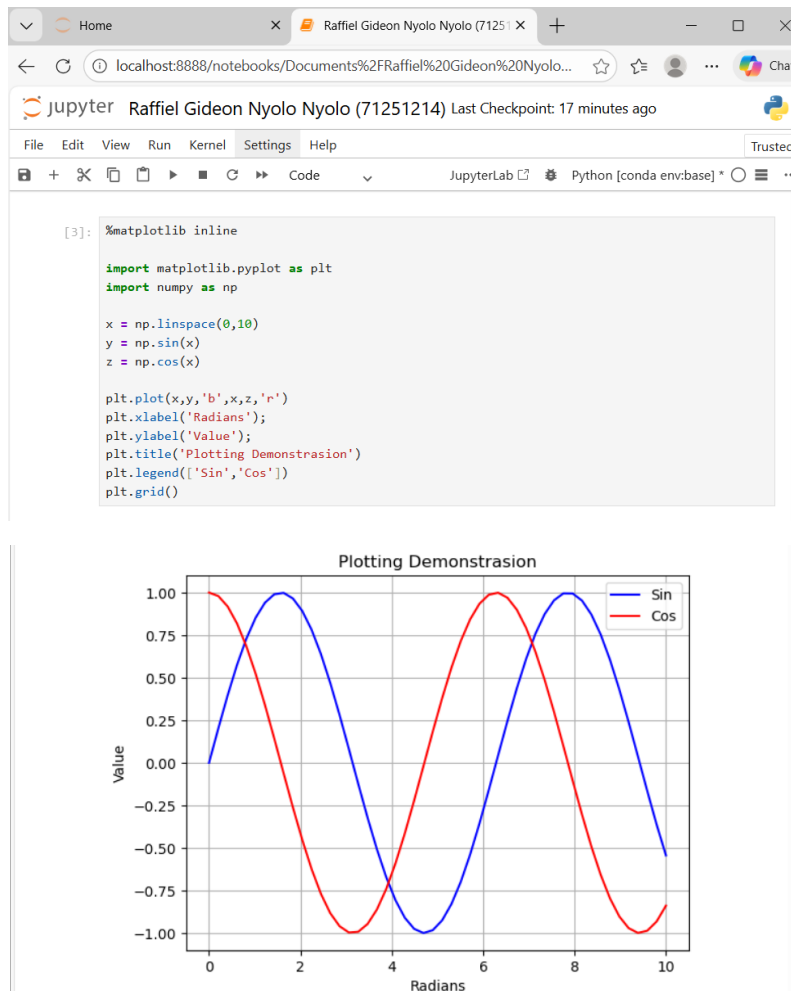 Home
Raffiel Gideon Nyolo Nyolo (71251
localhost:8888/notebooks/Documents%2FRaffiel%20Gideon%20Nyolo...
Cha
jupyter Raffiel Gideon Nyolo Nyolo (71251214) Last Checkpoint: 17 minutes ago
File Edit View Run Kernel Settings Help
Trusted
Code JupyterLab Python [conda env:base] *
[3]: %matplotlib inline
import matplotlib.pyplot as plt
import numpy as np
x = np.linspace(0,10)
y = np.sin(x)
z = np.cos(x)
plt.plot(x,y,'b',x,z,'r')
plt.xlabel('Radians');
plt.ylabel('Value');
plt.title('Plotting Demonstrasion')
plt.legend(['Sin','Cos'])
plt.grid()
Plotting Demonstrasion
Sin
Cos
1.00
0.75
0.50
0.25
0.00
−0.25
−0.50
−0.75
−1.00
Value
0 2 4 6 8 10
Radians